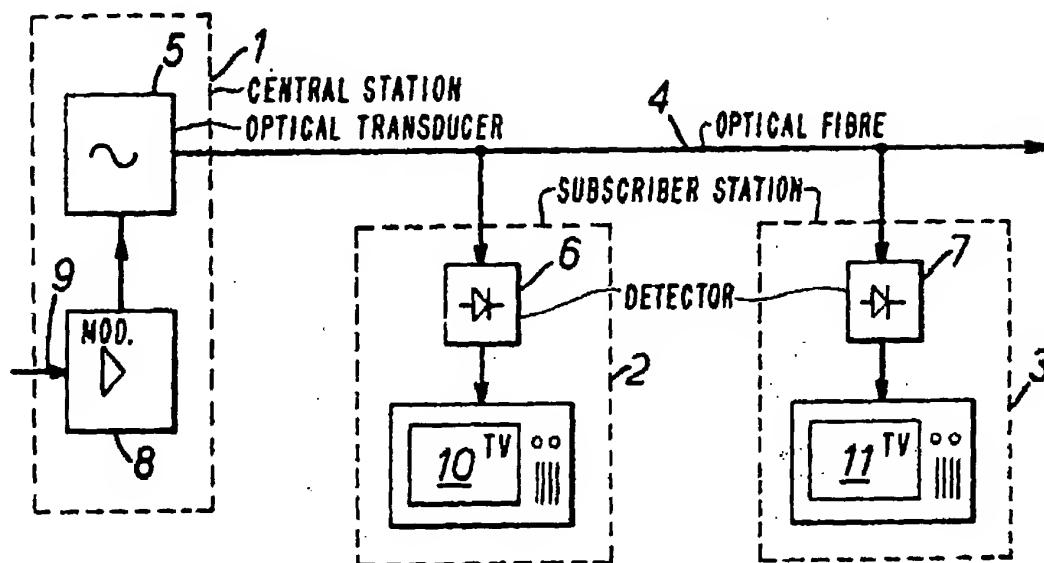 5
1
CENTRAL STATION
OPTICAL TRANSDUCER
4
OPTICAL FIBRE
SUBSCRIBER STATION
9
MOD.
8
6
7
DETECTOR
2
3
10 TV
11 TV